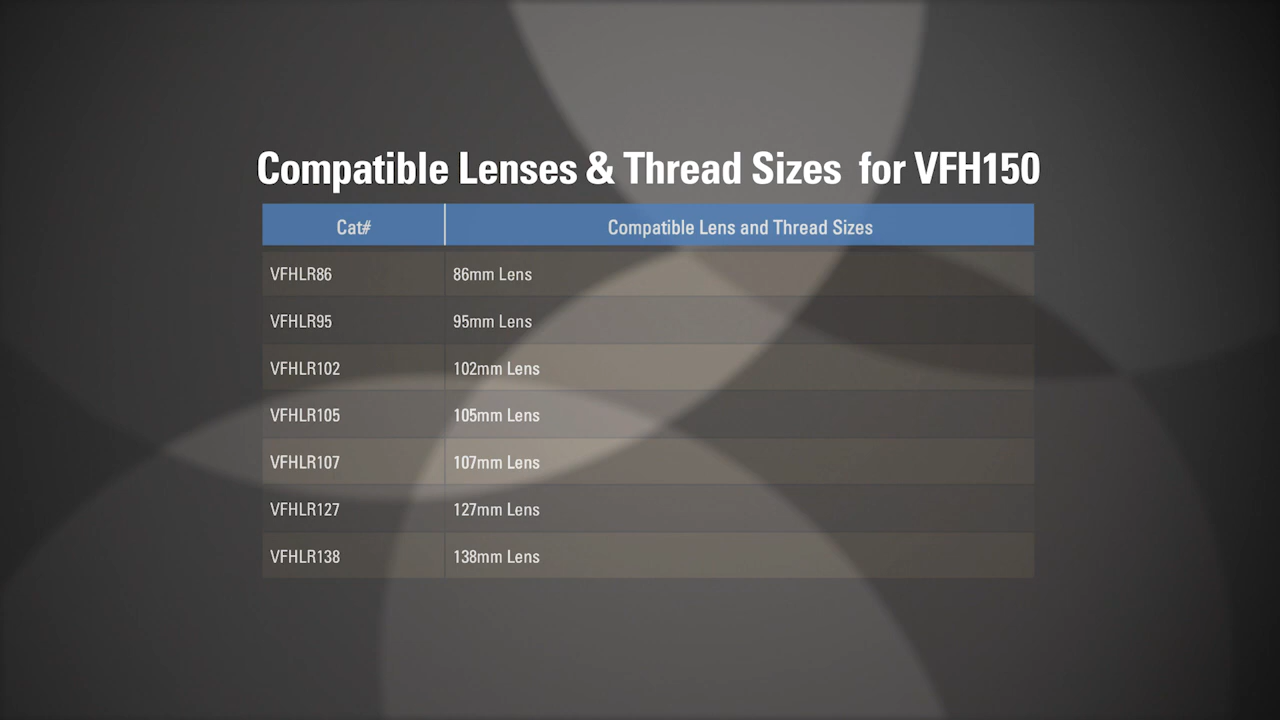 Compatible Lenses & Thread Sizes for VFH150
Cat# Compatible Lens and Thread Sizes
VFHLR86 86mm Lens
VFHLR95 95mm Lens
VFHLR102 102mm Lens
VFHLR105 105mm Lens
VFHLR107 107mm Lens
VFHLR127 127mm Lens
VFHLR138 138mm Lens